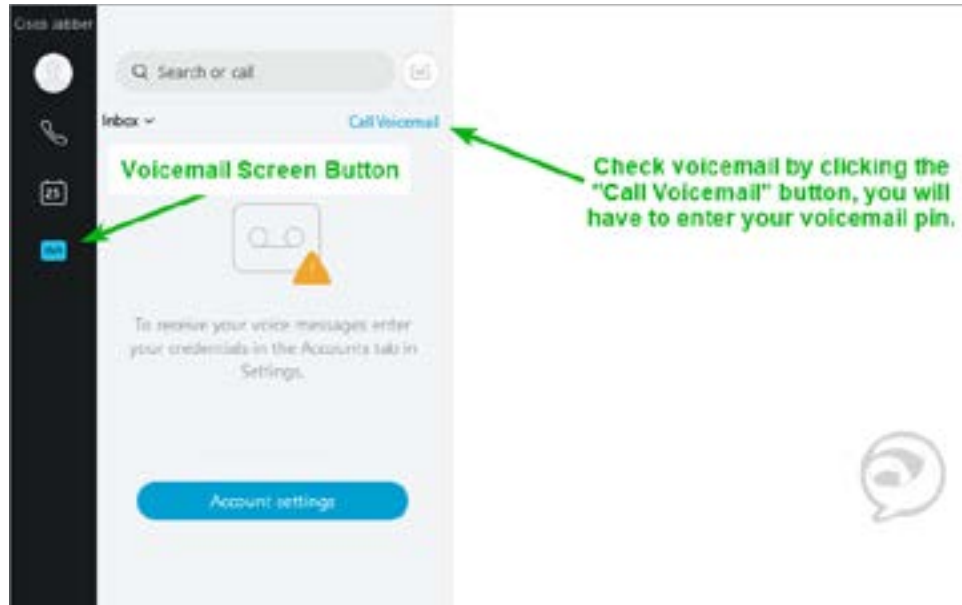 Cisco Jabber
Search or call
Inbox
Call Voicemail
Voicemail Screen Button
Check voicemail by clicking the
"Call Voicemail" button, you will
have to enter your voicemail pin.
25
To receive your voice messages enter
your credentials in the Accounts tab in
Settings.
Account settings